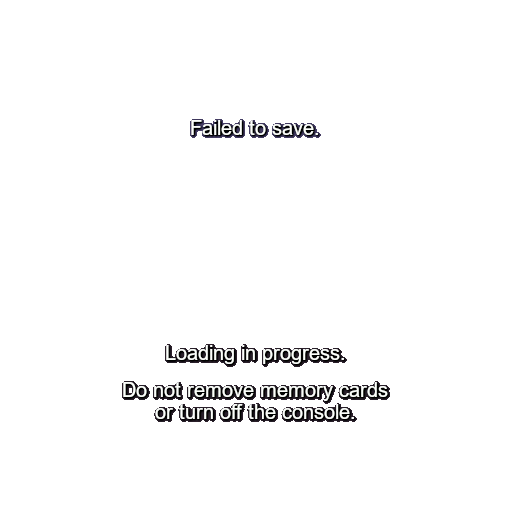 Failed to save.
Loading in progress.
Do not remove memory cards
or turn off the console.